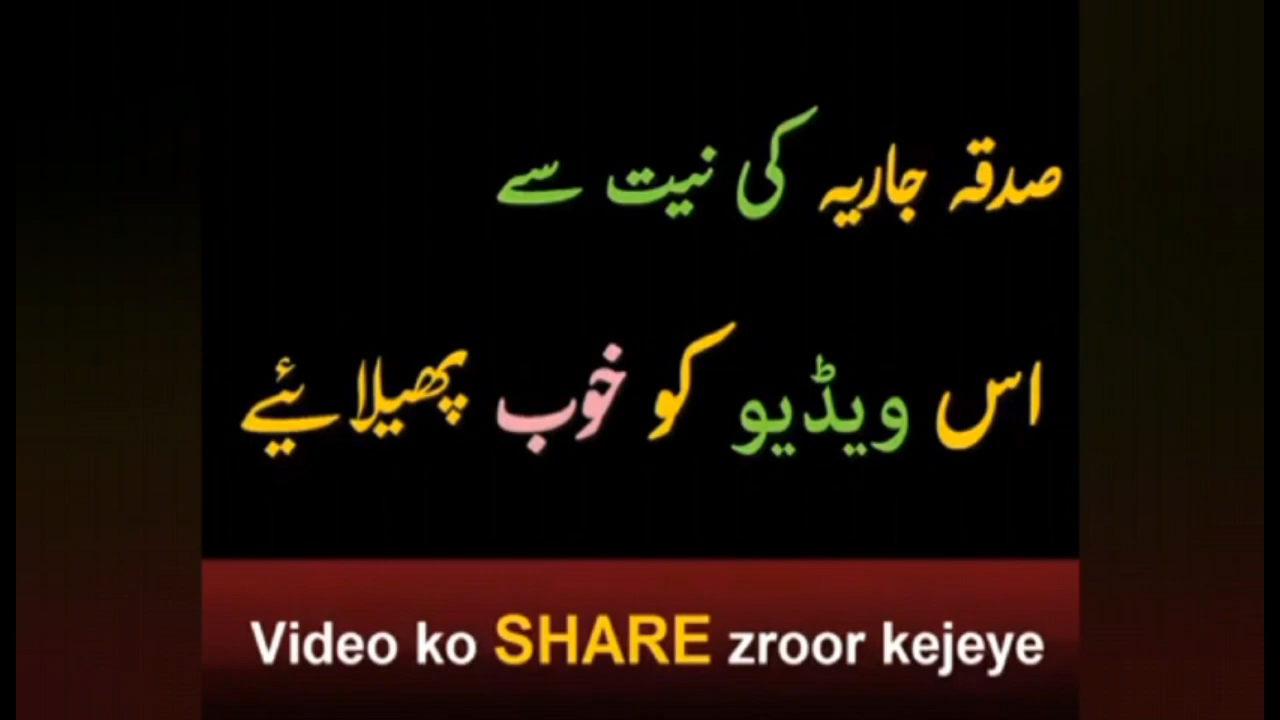 صدقہ جاریہ کی نیت سے
اس ویڈیو کو خوب پھیلائیے
Video ko SHARE zroor kejeye